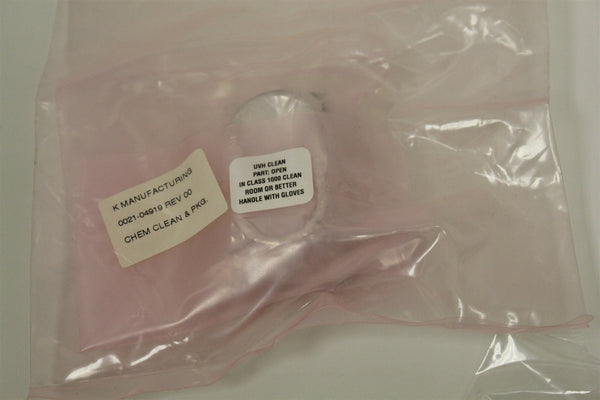 K MANUFACTURING
0021-04919 REV 00
CHEM CLEAN & PKG.
UVH CLEAN
PART: OPEN
IN CLASS 1000 CLEAN
ROOM OR BETTER
HANDLE WITH GLOVES